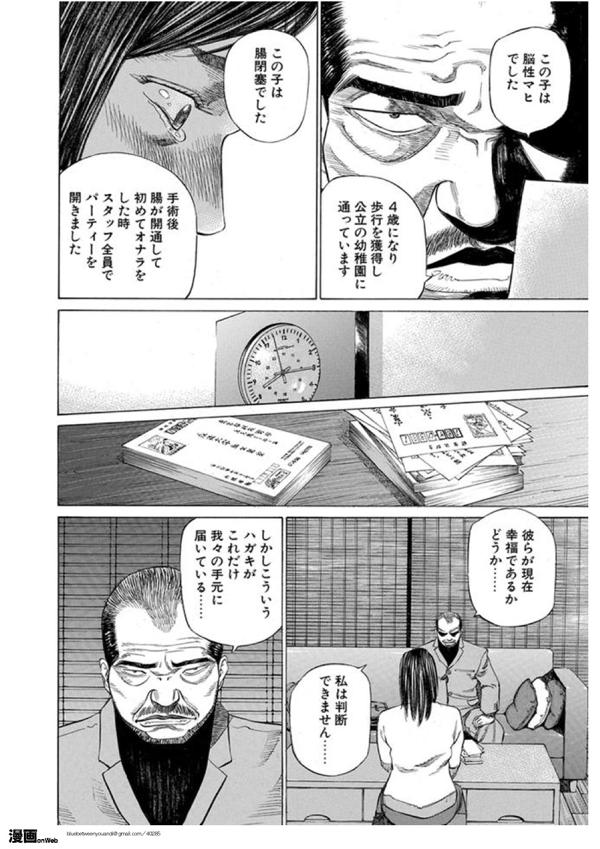 この子は
脳性マヒ
でした
4歳になり
歩行を獲得し
公立の幼稚園に
通っています
この子は
腸閉塞でした
手術後
腸が開通して
初めてオナラを
した時
スタッフ全員で
パーティーを
開きました
彼らが現在
幸福であるか
どうか……
私は判断
できません……
しかしこういう
ハガキが
これだけ
我々の手元に
届いている……
漫画 on Web
bluebetweenyouandi@gmail.com/40285